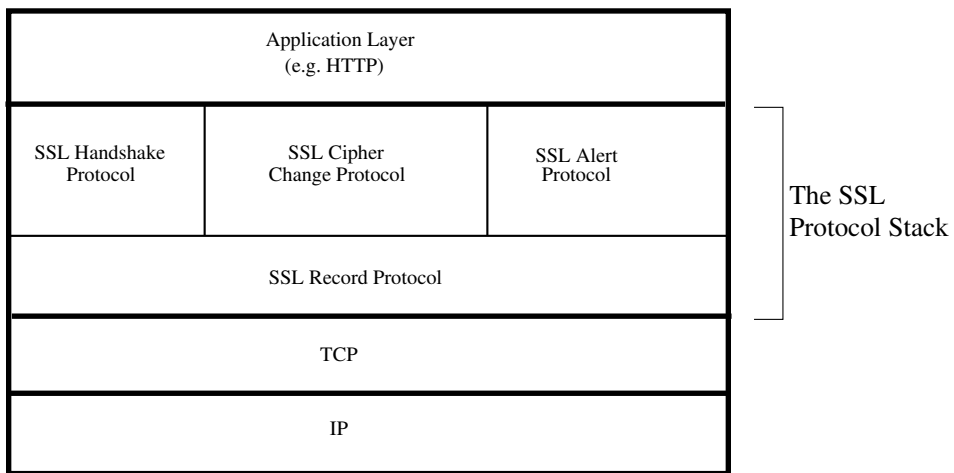 Application Layer
(e.g. HTTP)
SSL Handshake
Protocol
SSL Cipher
Change Protocol
SSL Alert
Protocol
The SSL
Protocol Stack
SSL Record Protocol
TCP
IP